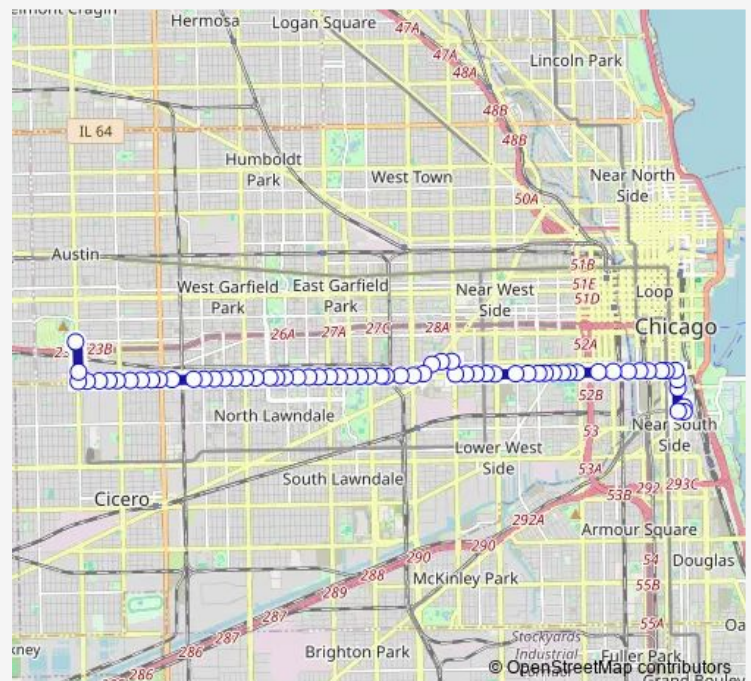 Hermosa
Logan Square
47A
47A
48A
Lincoln Park
48B
IL 64
48B
Humboldt
Park
West Town
Near North
Side
50A
Austin
51B
West Garfield
Park
East Garfield
Park
Near West
Side
51E
51D
Loop
Chicago
26A
27A
27C
28A
52A
23B
52B
North Lawndale
Near South
Side
53
Lower West
Side
South Lawndale
53A
53B
292
293C
Cicero
292A
Armour Square
290
290
54
Douglas
288
McKinley Park
55B
289
287
55A
287
Stockyards
Industrial
286
Brighton Park
Fuller Park
286
© OpenStreetMap contributors